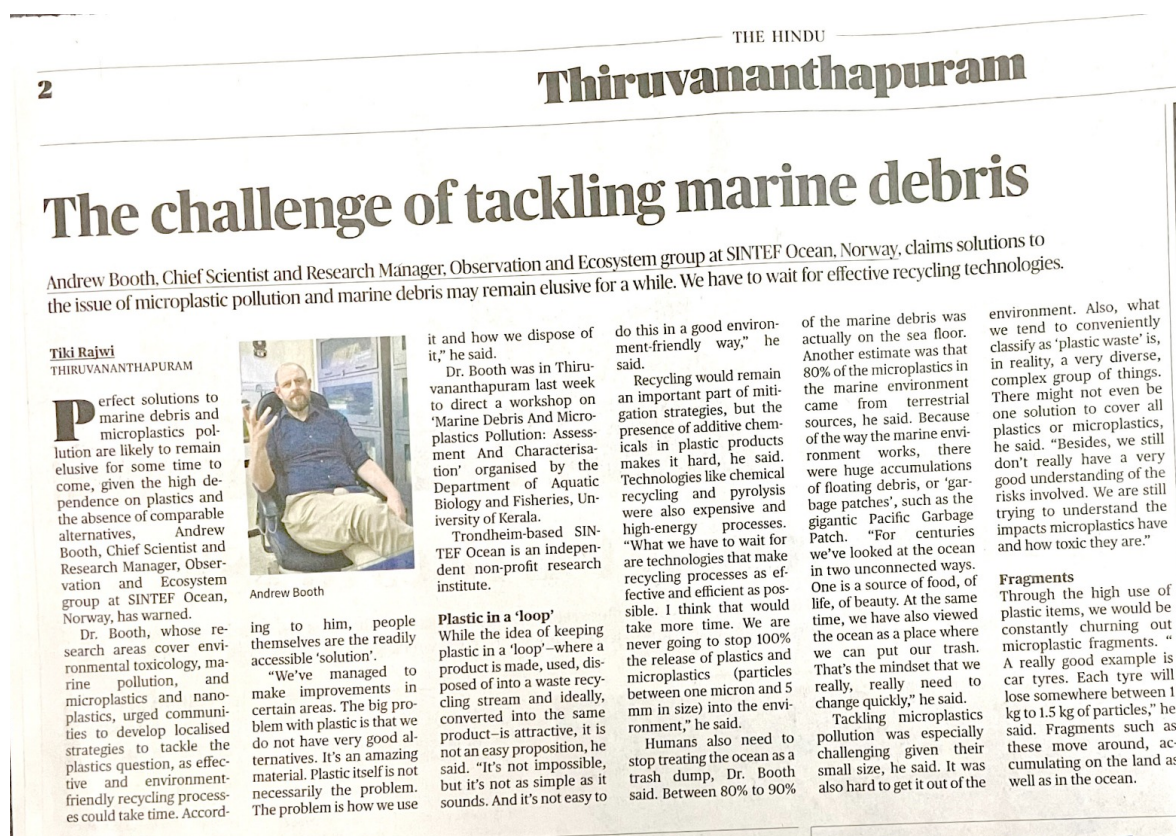 THE HINDU
2
Thiruvananthapuram
The challenge of tackling marine debris
Andrew Booth, Chief Scientist and Research Manager, Observation and Ecosystem group at SINTEF Ocean, Norway, claims solutions to
the issue of microplastic pollution and marine debris may remain elusive for a while. We have to wait for effective recycling technologies.
Tiki Rajwi
THIRUVANANTHAPURAM
Perfect solutions to
marine debris and
microplastics pol-
lution are likely to remain
elusive for some time to
come, given the high de-
pendence on plastics and
the absence of comparable
alternatives, Andrew
Booth, Chief Scientist and
Research Manager, Obser-
vation and Ecosystem
group at SINTEF Ocean,
Norway, has warned.
Dr. Booth, whose re-
search areas cover envi-
ronmental toxicology, ma-
rine pollution, and
microplastics and nano-
plastics, urged communi-
ties to develop localised
strategies to tackle the
plastics question, as effec-
tive and environment-
friendly recycling process-
es could take time. Accord-
Andrew Booth
ing to him, people
themselves are the readily
accessible ‘solution’.
“We’ve managed to
make improvements in
certain areas. The big pro-
blem with plastic is that we
do not have very good al-
ternatives. It’s an amazing
material. Plastic itself is not
necessarily the problem.
The problem is how we use
it and how we dispose of
it,” he said.
Dr. Booth was in Thiru-
vananthapuram last week
to direct a workshop on
‘Marine Debris And Micro-
plastics Pollution: Assess-
ment And Characterisa-
tion’ organised by the
Department of Aquatic
Biology and Fisheries, Un-
iversity of Kerala.
Trondheim-based SIN-
TEF Ocean is an indepen-
dent non-profit research
institute.
Plastic in a ‘loop’
While the idea of keeping
plastic in a ‘loop’–where a
product is made, used, dis-
posed of into a waste recy-
cling stream and ideally,
converted into the same
product–is attractive, it is
not an easy proposition, he
said. “It’s not impossible,
but it’s not as simple as it
sounds. And it’s not easy to
do this in a good environ-
ment-friendly way,” he
said.
Recycling would remain
an important part of miti-
gation strategies, but the
presence of additive chem-
icals in plastic products
makes it hard, he said.
Technologies like chemical
recycling and pyrolysis
were also expensive and
high-energy processes.
“What we have to wait for
are technologies that make
recycling processes as ef-
fective and efficient as pos-
sible. I think that would
take more time. We are
never going to stop 100%
the release of plastics and
microplastics (particles
between one micron and 5
mm in size) into the envi-
ronment,” he said.
Humans also need to
stop treating the ocean as a
trash dump, Dr. Booth
said. Between 80% to 90%
of the marine debris was
actually on the sea floor.
Another estimate was that
80% of the microplastics in
the marine environment
came from terrestrial
sources, he said. Because
of the way the marine envi-
ronment works, there
were huge accumulations
of floating debris, or ‘gar-
bage patches’, such as the
gigantic Pacific Garbage
Patch. “For centuries
we’ve looked at the ocean
in two unconnected ways.
One is a source of food, of
life, of beauty. At the same
time, we have also viewed
the ocean as a place where
we can put our trash.
That’s the mindset that we
really, really need to
change quickly,” he said.
Tackling microplastics
pollution was especially
challenging given their
small size, he said. It was
also hard to get it out of the
environment. Also, what
we tend to conveniently
classify as ‘plastic waste’ is,
in reality, a very diverse,
complex group of things.
There might not even be
one solution to cover all
plastics or microplastics,
he said. “Besides, we still
don’t really have a very
good understanding of the
risks involved. We are still
trying to understand the
impacts microplastics have
and how toxic they are.”
Fragments
Through the high use of
plastic items, we would be
constantly churning out
microplastic fragments. “
A really good example is
car tyres. Each tyre will
lose somewhere between 1
kg to 1.5 kg of particles,” he
said. Fragments such as
these move around, ac-
cumulating on the land as
well as in the ocean.